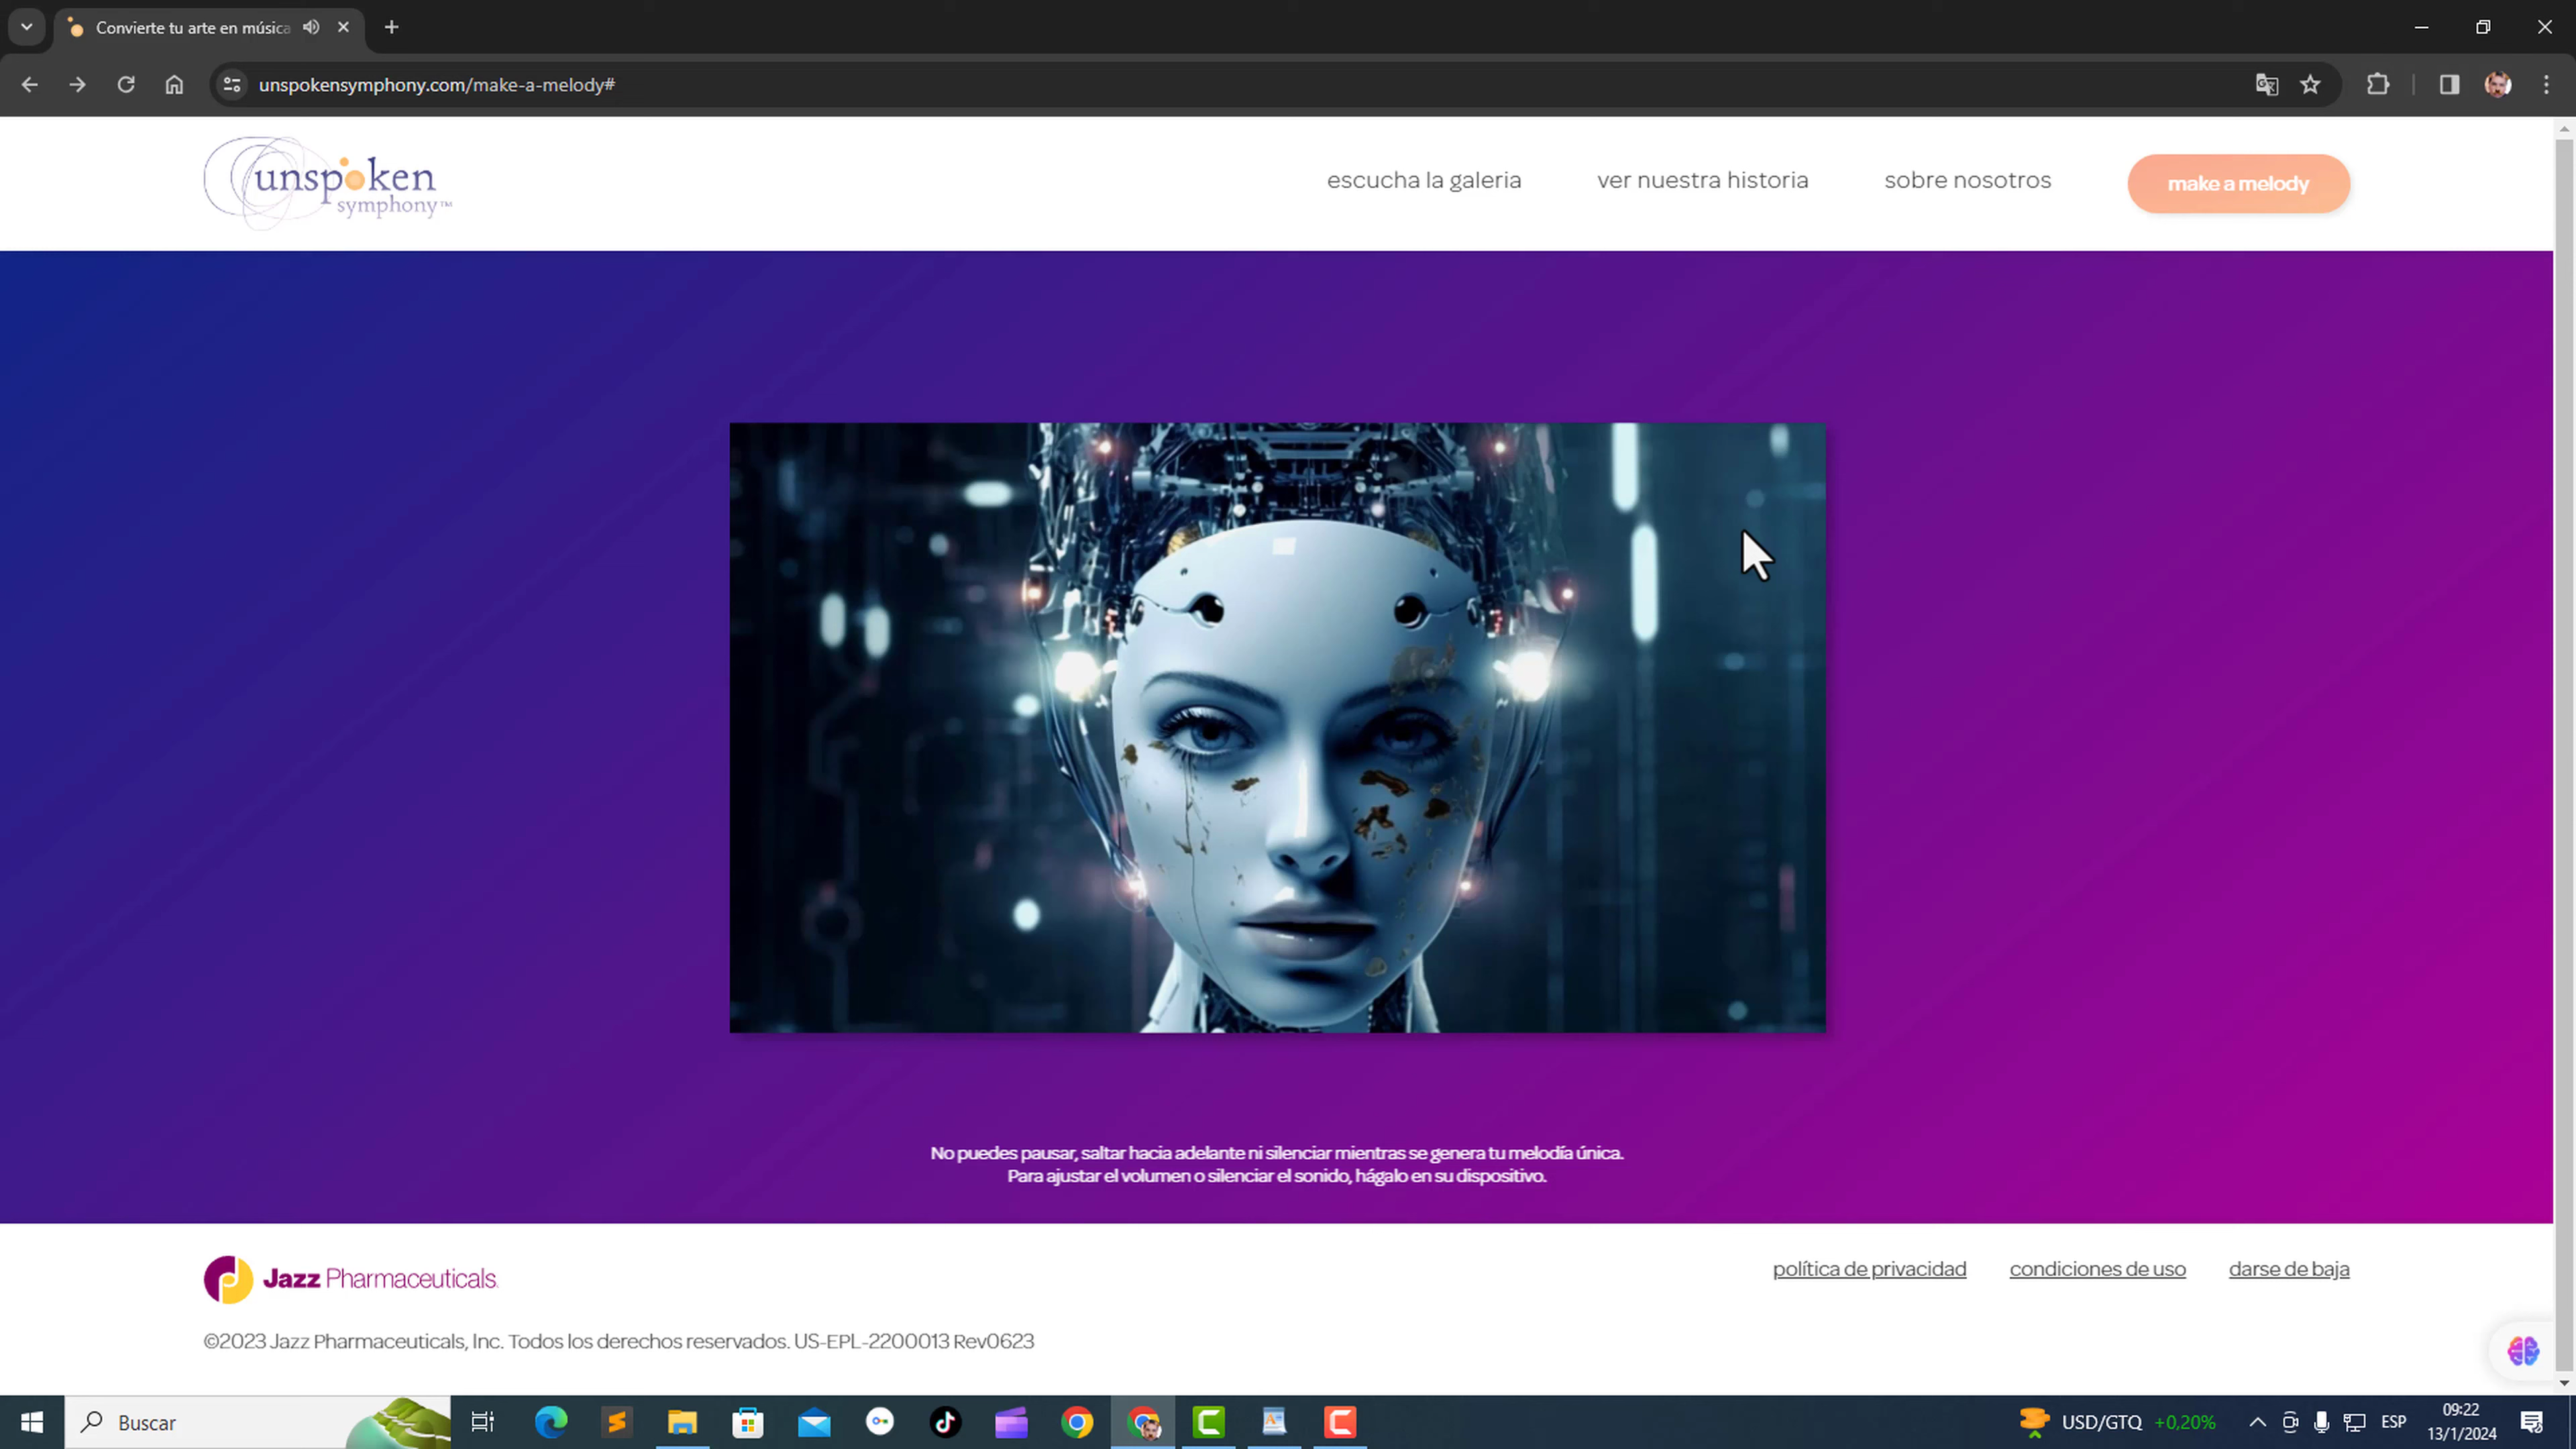 Convierte tu arte en música
unspokensymphony.com/make-a-melody#
unspoken
symphony™
escucha la galeria
ver nuestra historia
sobre nosotros
make a melody
No puedes pausar, saltar hacia adelante ni silenciar mientras se genera tu melodía única.
Para ajustar el volumen o silenciar el sonido, hágalo en su dispositivo.
Jazz Pharmaceuticals.
política de privacidad
condiciones de uso
darse de baja
©2023 Jazz Pharmaceuticals, Inc. Todos los derechos reservados. US-EPL-2200013 Rev0623
Buscar
USD/GTQ +0,20%
ESP
09:22
13/1/2024